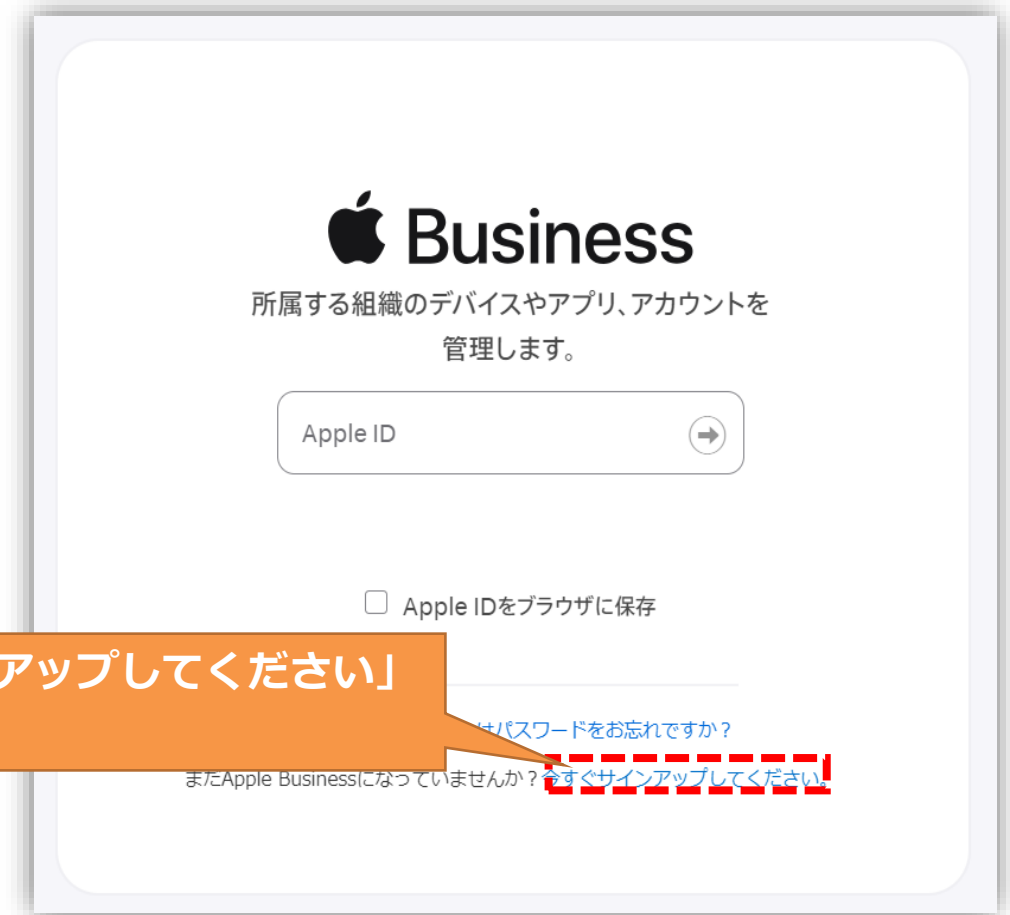 Business
所属する組織のデバイスやアプリ、アカウントを
管理します。
Apple ID
Apple IDをブラウザに保存
アップしてください」
はパスワードをお忘れですか？
まだApple Businessになっていませんか？今すぐサインアップしてください。